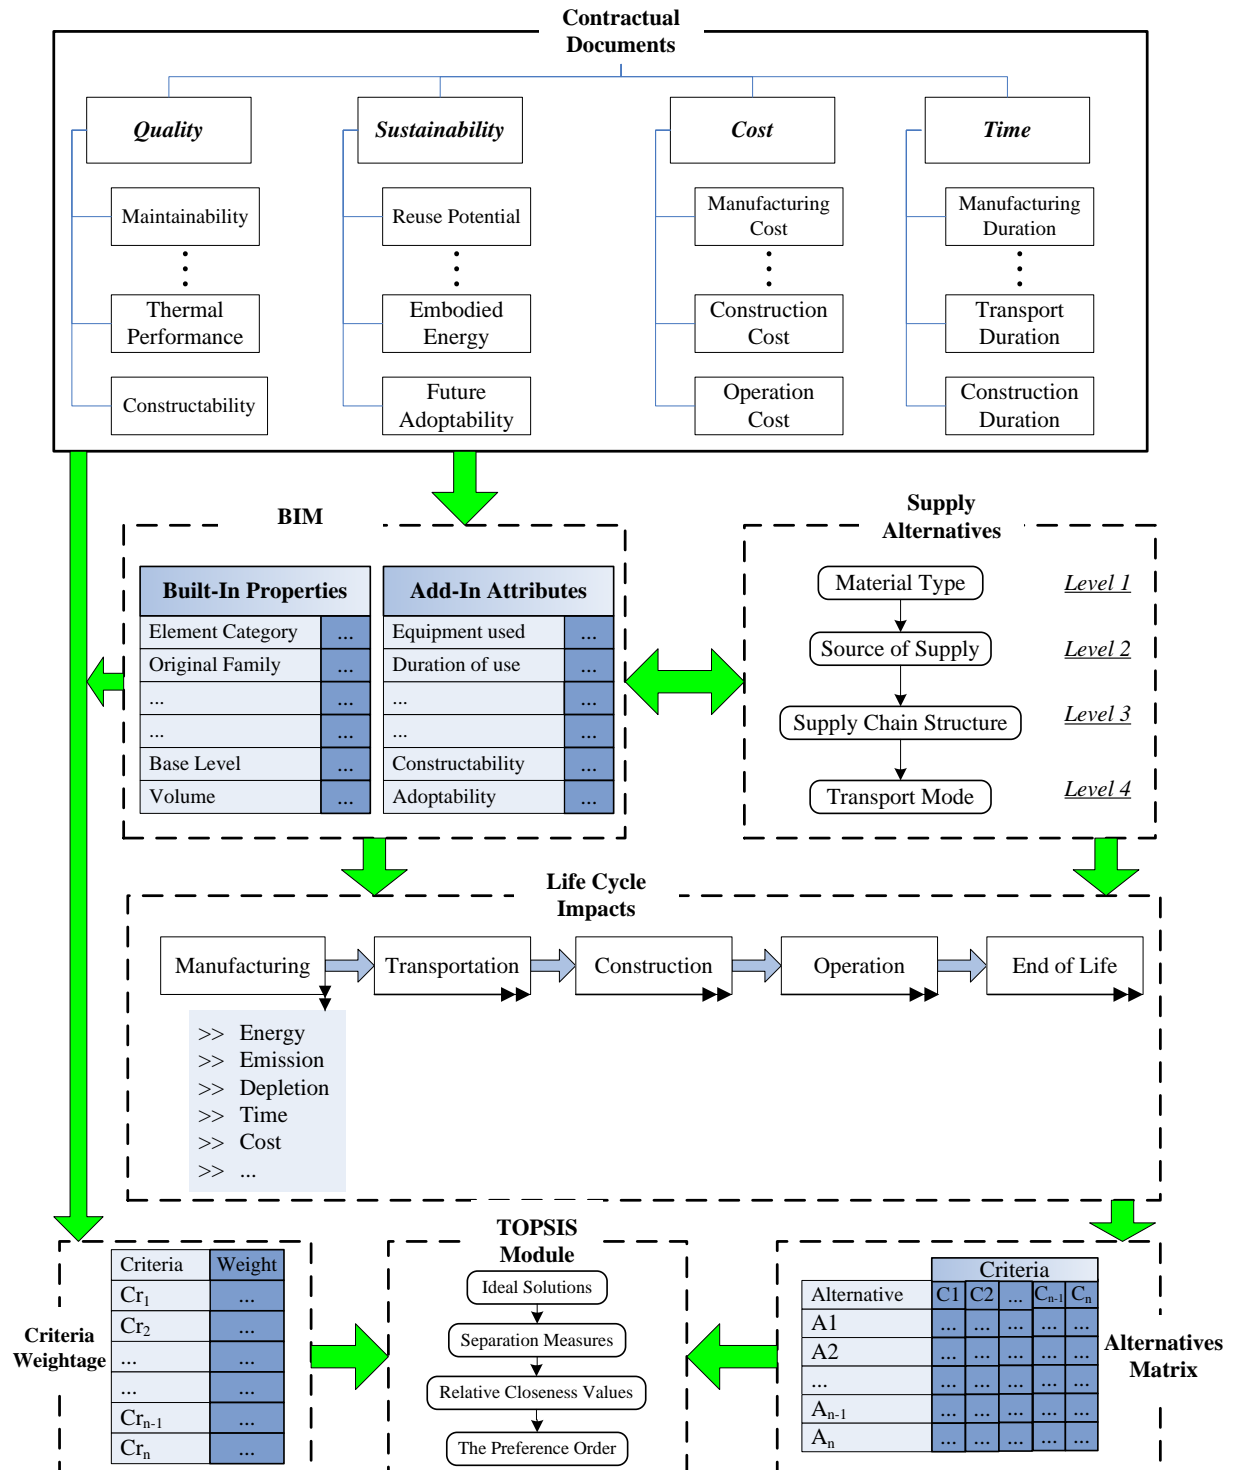 Contractual
Documents
Quality
Sustainability
Cost
Time
Maintainability
Reuse Potential
Manufacturing
Cost
Manufacturing
Duration
Thermal
Performance
Embodied
Energy
Construction
Cost
Transport
Duration
Constructability
Future
Adoptability
Operation
Cost
Construction
Duration
BIM
Built-In Properties
Element Category ...
Original Family ...
... ...
... ...
Base Level ...
Volume ...
Add-In Attributes
Equipment used ...
Duration of use ...
... ...
... ...
Constructability ...
Adoptability ...
Supply
Alternatives
Material Type Level 1
Source of Supply Level 2
Supply Chain Structure Level 3
Transport Mode Level 4
Life Cycle
Impacts
Manufacturing
Transportation
Construction
Operation
End of Life
>> Energy
>> Emission
>> Depletion
>> Time
>> Cost
>> ...
Criteria
Weightage
Criteria Weight
Cr1 ...
Cr2 ...
... ...
... ...
Crn-1 ...
Crn ...
TOPSIS
Module
Ideal Solutions
Separation Measures
Relative Closeness Values
The Preference Order
Criteria
Alternative C1 C2 ... Cn-1 Cn
A1 ... ... ... ... ...
A2 ... ... ... ... ...
... ... ... ... ... ...
An-1 ... ... ... ... ...
An ... ... ... ... ...
Alternatives
Matrix